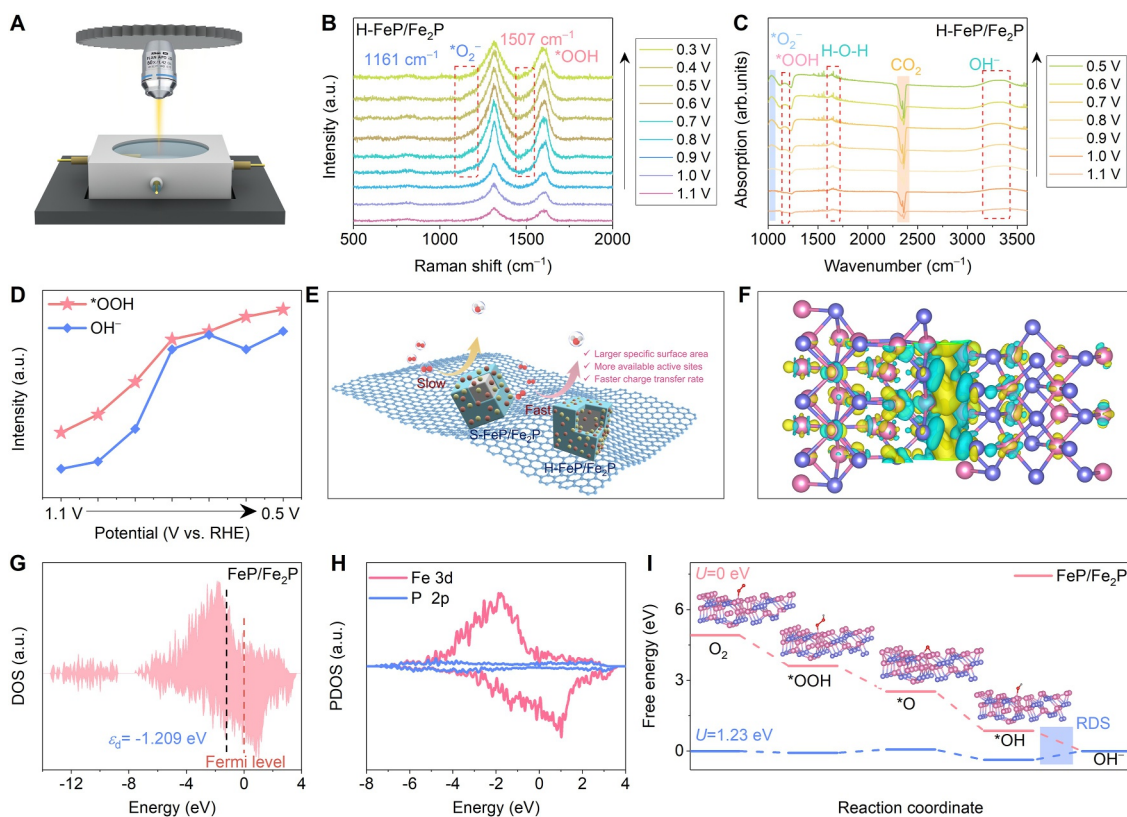 A
B
H-FeP/Fe₂P
1161 cm⁻¹
*O₂⁻
1507 cm⁻¹
*OOH
Intensity (a.u.)
500
1000
1500
2000
Raman shift (cm⁻¹)
0.3 V
0.4 V
0.5 V
0.6 V
0.7 V
0.8 V
0.9 V
1.0 V
1.1 V
C
H-FeP/Fe₂P
*O₂⁻
*OOH
H-O-H
CO₂
OH⁻
Absorption (arb.units)
1000
1500
2000
2500
3000
3500
Wavenumber (cm⁻¹)
0.5 V
0.6 V
0.7 V
0.8 V
0.9 V
1.0 V
1.1 V
D
*OOH
OH⁻
Intensity (a.u.)
1.1 V
0.5 V
Potential (V vs. RHE)
E
✓ Larger specific surface area
✓ More available active sites
✓ Faster charge transfer rate
Slow
Fast
S-FeP/Fe₂P
H-FeP/Fe₂P
F
G
FeP/Fe₂P
DOS (a.u.)
εd= -1.209 eV
Fermi level
−12
−8
−4
0
4
Energy (eV)
H
Fe 3d
P 2p
PDOS (a.u.)
−8
−6
−4
−2
0
2
4
Energy (eV)
I
U=0 eV
FeP/Fe₂P
Free energy (eV)
6
3
0
O₂
*OOH
*O
*OH
RDS
U=1.23 eV
OH⁻
Reaction coordinate